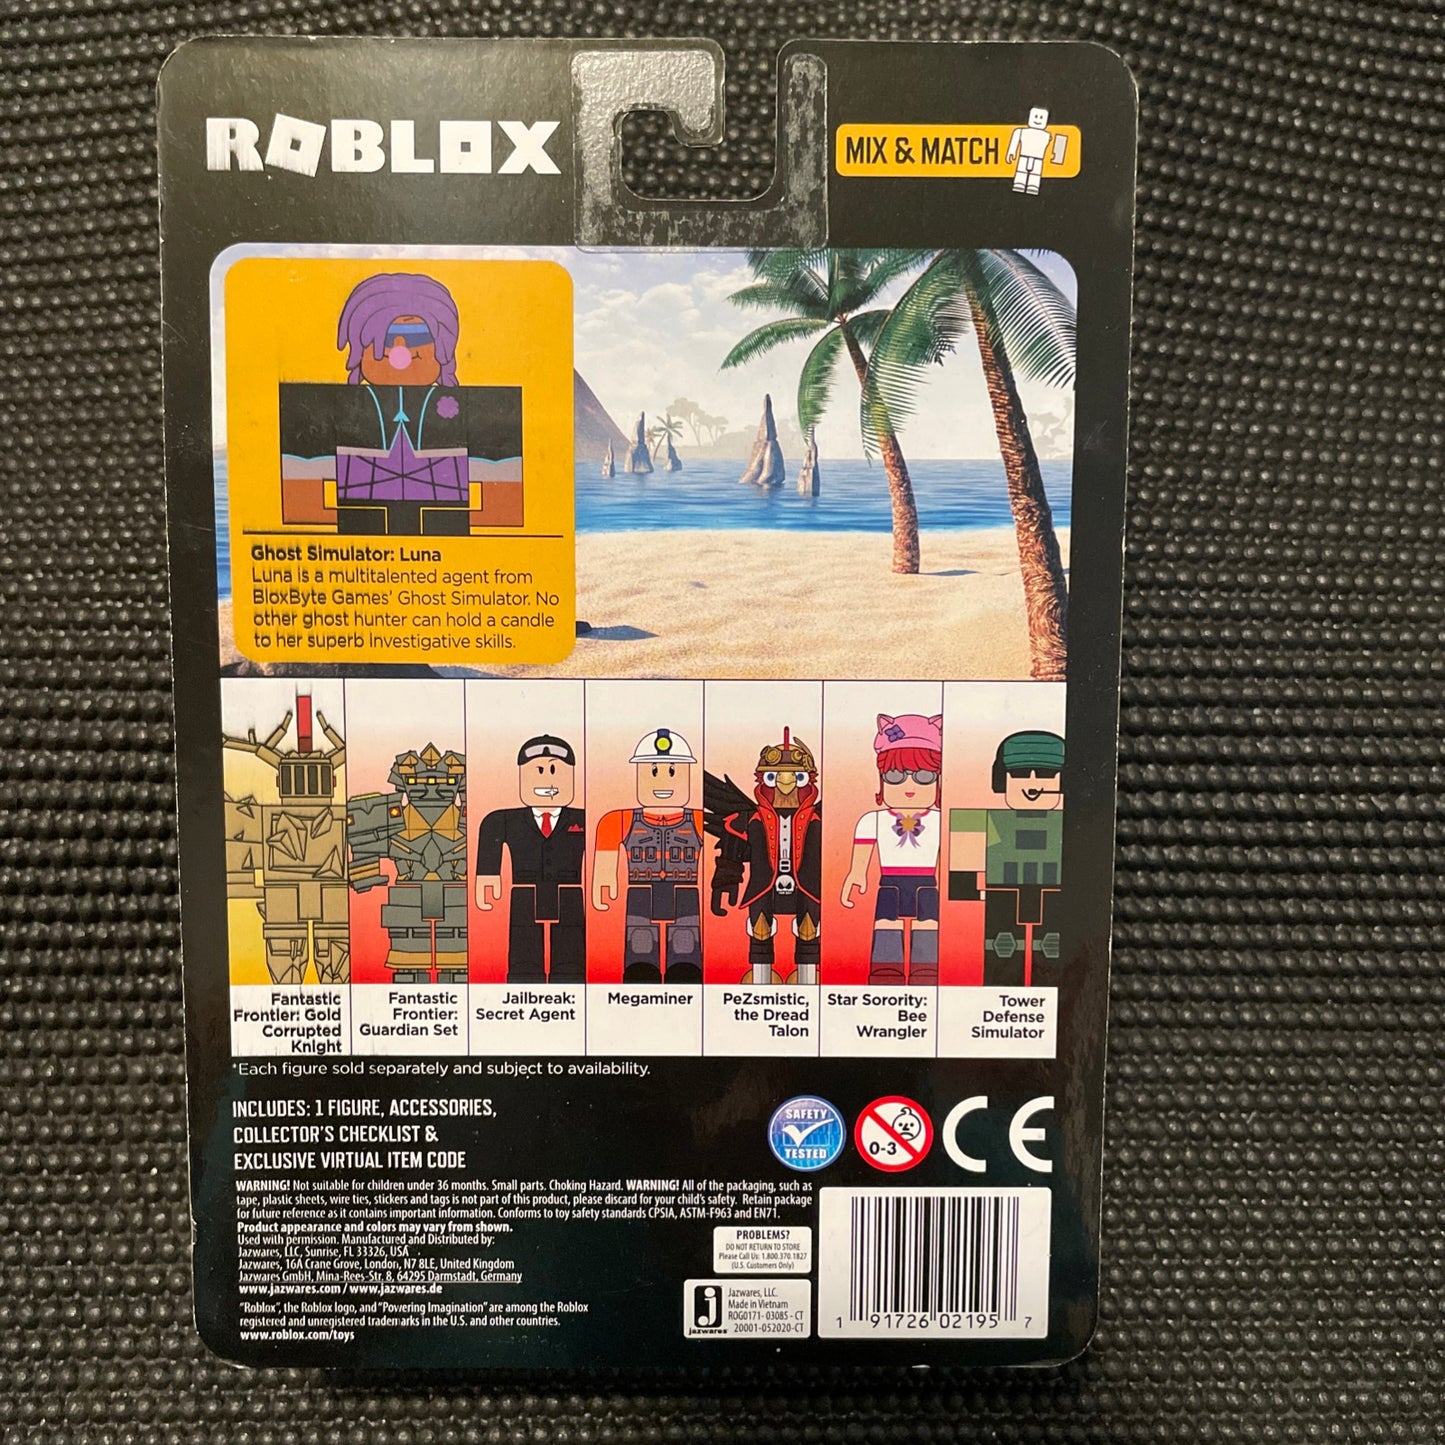 ROBLOX
MIX & MATCH
Ghost Simulator: Luna
Luna is a multitalented agent from
BloxByte Games' Ghost Simulator. No
other ghost hunter can hold a candle
to her superb investigative skills.
Fantastic
Frontier: Gold
Corrupted
Knight
Fantastic
Frontier:
Guardian Set
Jailbreak:
Secret Agent
Megaminer
PeZsmistic,
the Dread
Talon
Star Sorority:
Bee
Wrangler
Tower
Defense
Simulator
*Each figure sold separately and subject to availability.
INCLUDES: 1 FIGURE, ACCESSORIES,
COLLECTOR'S CHECKLIST &
EXCLUSIVE VIRTUAL ITEM CODE
SAFETY
TESTED
0-3
CE
WARNING! Not suitable for children under 36 months. Small parts. Choking Hazard. WARNING! All of the packaging, such as
tape, plastic sheets, wire ties, stickers and tags is not part of this product, please discard for your child's safety. Retain package
for future reference as it contains important information. Conforms to toy safety standards CPSIA, ASTM-F963 and EN71.
Product appearance and colors may vary from shown.
Used with permission. Manufactured and Distributed by:
Jazwares, LLC, Sunrise, FL 33326, USA
Jazwares, 16A Crane Grove, London, N7 8LE, United Kingdom
Jazwares GmbH, Mina-Rees-Str. 8, 64295 Darmstadt, Germany
www.jazwares.com / www.jazwares.de
"Roblox", the Roblox logo, and "Powering Imagination" are among the Roblox
registered and unregistered trademarks in the U.S. and other countries.
www.roblox.com/toys
PROBLEMS?
DO NOT RETURN TO STORE
Please Call Us: 1.800.370.1827
(U.S. Customers Only)
jazwares
Jazwares, LLC.
Made in Vietnam
ROG0171- 03085 - CT
20001-052020-CT
1 91726 02195 7